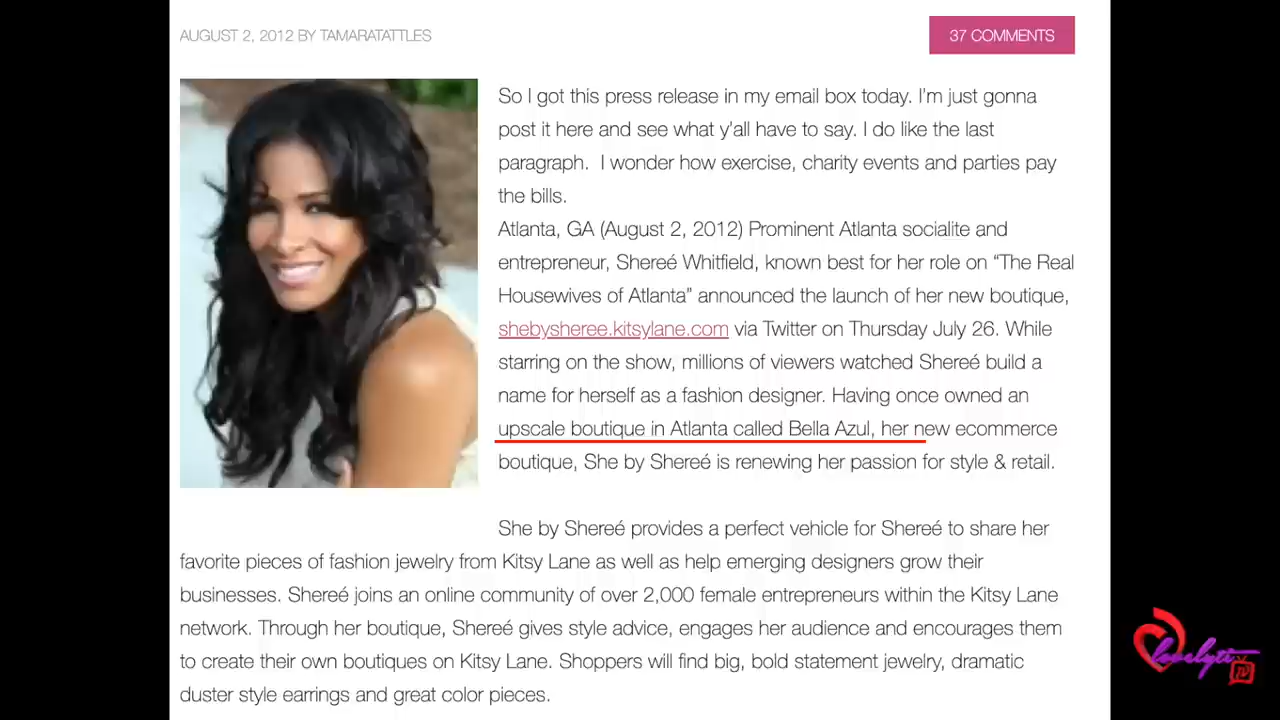 AUGUST 2, 2012 BY TAMARATATTLES
37 COMMENTS
So I got this press release in my email box today. I'm just gonna
post it here and see what y'all have to say. I do like the last
paragraph.  I wonder how exercise, charity events and parties pay
the bills.
Atlanta, GA (August 2, 2012) Prominent Atlanta socialite and
entrepreneur, Shereé Whitfield, known best for her role on “The Real
Housewives of Atlanta” announced the launch of her new boutique,
shebysheree.kitsylane.com via Twitter on Thursday July 26. While
starring on the show, millions of viewers watched Shereé build a
name for herself as a fashion designer. Having once owned an
upscale boutique in Atlanta called Bella Azul, her new ecommerce
boutique, She by Shereé is renewing her passion for style & retail.
She by Shereé provides a perfect vehicle for Shereé to share her
favorite pieces of fashion jewelry from Kitsy Lane as well as help emerging designers grow their
businesses. Shereé joins an online community of over 2,000 female entrepreneurs within the Kitsy Lane
network. Through her boutique, Shereé gives style advice, engages her audience and encourages them
to create their own boutiques on Kitsy Lane. Shoppers will find big, bold statement jewelry, dramatic
duster style earrings and great color pieces.
lovelyti
TV